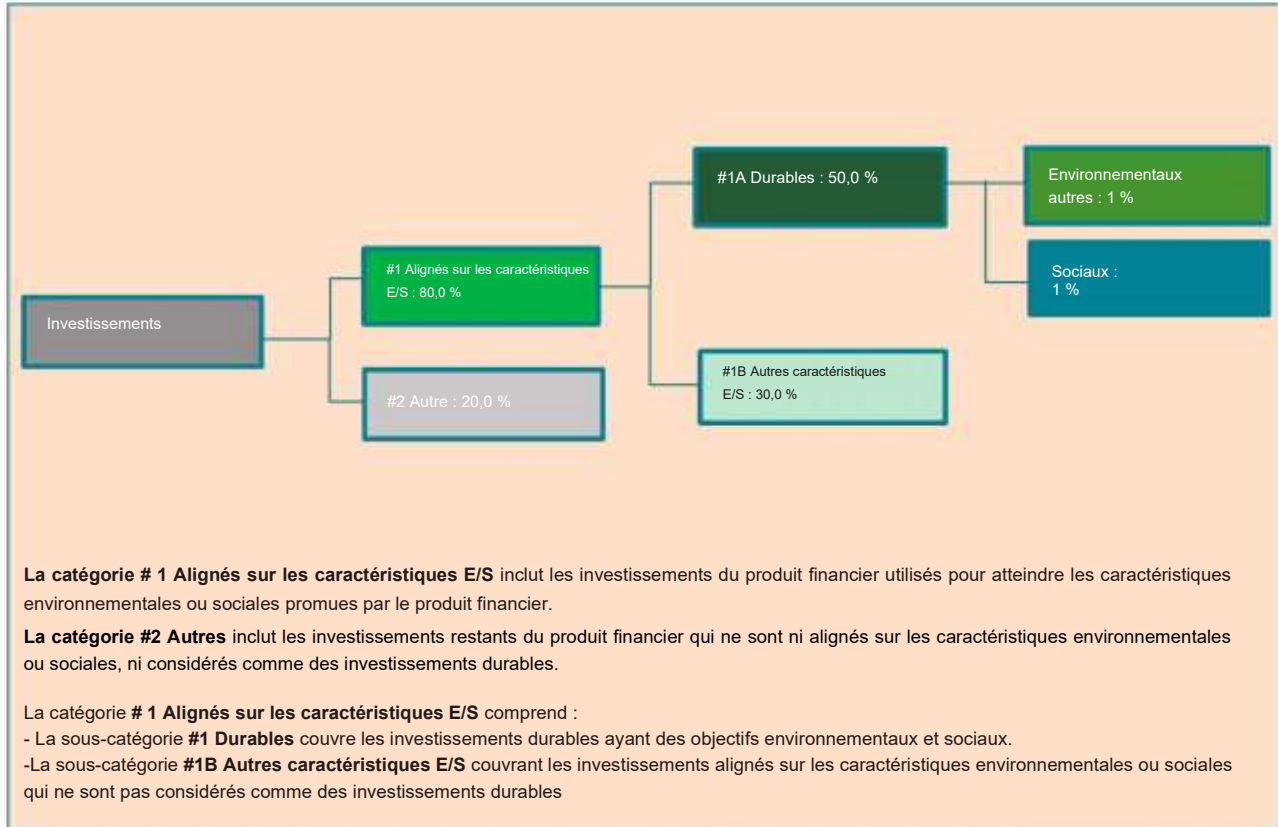 #1A Durables : 50,0 %
Environnementaux
autres : 1 %
#1 Alignés sur les caractéristiques
E/S : 80,0 %
Sociaux :
1 %
Investissements
#2 Autre : 20,0 %
#1B Autres caractéristiques
E/S : 30,0 %
La catégorie # 1 Alignés sur les caractéristiques E/S inclut les investissements du produit financier utilisés pour atteindre les caractéristiques
environnementales ou sociales promues par le produit financier.
La catégorie #2 Autres inclut les investissements restants du produit financier qui ne sont ni alignés sur les caractéristiques environnementales
ou sociales, ni considérés comme des investissements durables.
La catégorie # 1 Alignés sur les caractéristiques E/S comprend :
- La sous-catégorie #1 Durables couvre les investissements durables ayant des objectifs environnementaux et sociaux.
-La sous-catégorie #1B Autres caractéristiques E/S couvrant les investissements alignés sur les caractéristiques environnementales ou sociales
qui ne sont pas considérés comme des investissements durables